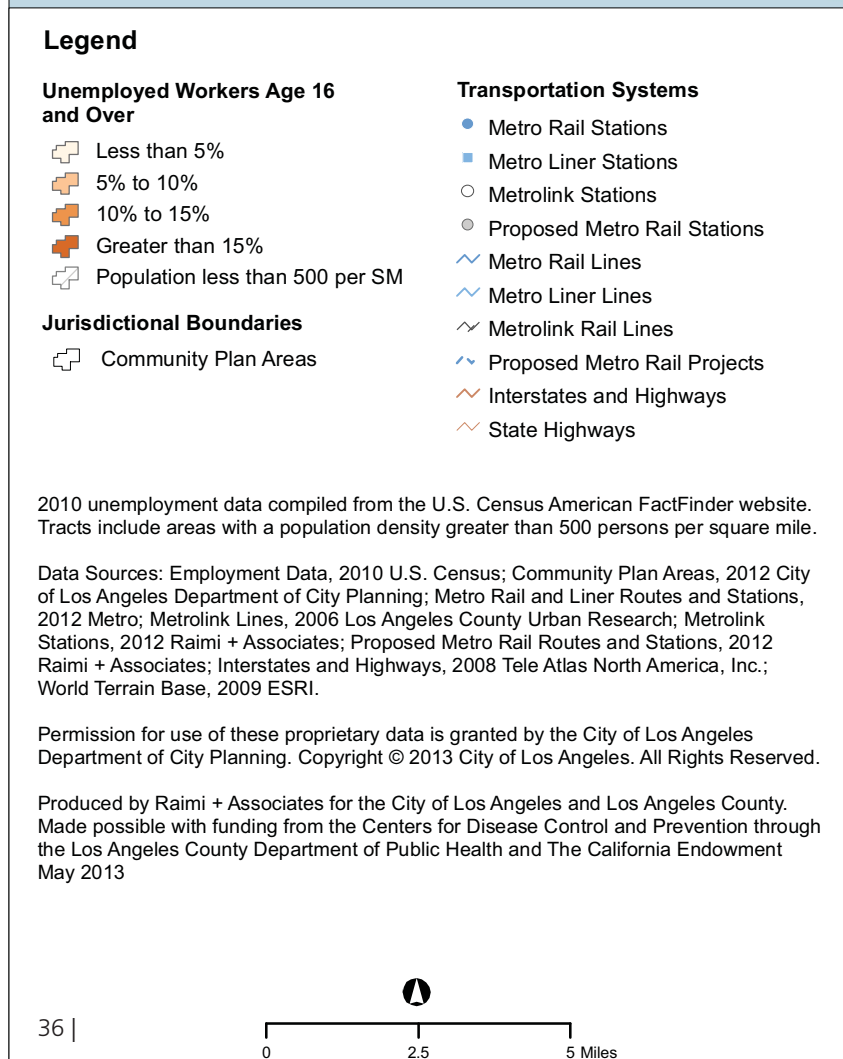 Legend
Unemployed Workers Age 16
and Over
Less than 5%
5% to 10%
10% to 15%
Greater than 15%
Population less than 500 per SM
Jurisdictional Boundaries
Community Plan Areas
Transportation Systems
Metro Rail Stations
Metro Liner Stations
Metrolink Stations
Proposed Metro Rail Stations
Metro Rail Lines
Metro Liner Lines
Metrolink Rail Lines
Proposed Metro Rail Projects
Interstates and Highways
State Highways
2010 unemployment data compiled from the U.S. Census American FactFinder website.
Tracts include areas with a population density greater than 500 persons per square mile.
Data Sources: Employment Data, 2010 U.S. Census; Community Plan Areas, 2012 City
of Los Angeles Department of City Planning; Metro Rail and Liner Routes and Stations,
2012 Metro; Metrolink Lines, 2006 Los Angeles County Urban Research; Metrolink
Stations, 2012 Raimi + Associates; Proposed Metro Rail Routes and Stations, 2012
Raimi + Associates; Interstates and Highways, 2008 Tele Atlas North America, Inc.;
World Terrain Base, 2009 ESRI.
Permission for use of these proprietary data is granted by the City of Los Angeles
Department of City Planning. Copyright © 2013 City of Los Angeles. All Rights Reserved.
Produced by Raimi + Associates for the City of Los Angeles and Los Angeles County.
Made possible with funding from the Centers for Disease Control and Prevention through
the Los Angeles County Department of Public Health and The California Endowment
May 2013
36 |
0 2.5 5 Miles